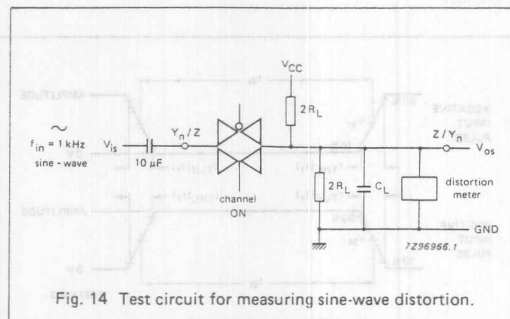 V_CC
2R_L
~
f_in = 1 kHz
sine - wave
V_is
10 µF
Y_n / Z
channel
ON
2R_L
C_L
distortion
meter
Z / Y_n
V_os
GND
7Z96966.1
Fig. 14 Test circuit for measuring sine-wave distortion.